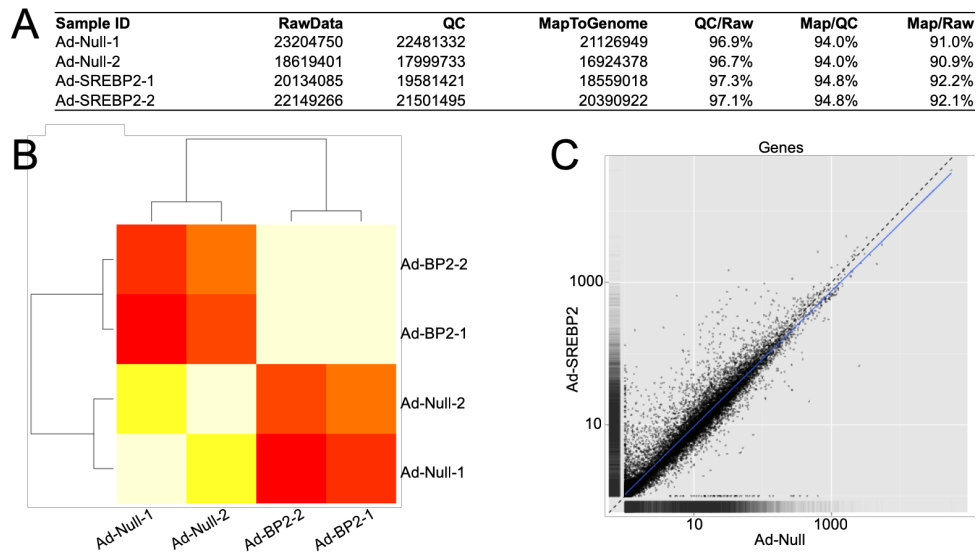 A
Sample ID RawData QC MapToGenome QC/Raw Map/QC Map/Raw
Ad-Null-1 23204750 22481332 21126949 96.9% 94.0% 91.0%
Ad-Null-2 18619401 17999733 16924378 96.7% 94.0% 90.9%
Ad-SREBP2-1 20134085 19581421 18559018 97.3% 94.8% 92.2%
Ad-SREBP2-2 22149266 21501495 20390922 97.1% 94.8% 92.1%
B
Ad-BP2-2
Ad-BP2-1
Ad-Null-2
Ad-Null-1
Ad-Null-1 Ad-Null-2 Ad-BP2-2 Ad-BP2-1
C
Genes
Ad-SREBP2
1000
10
10 1000
Ad-Null